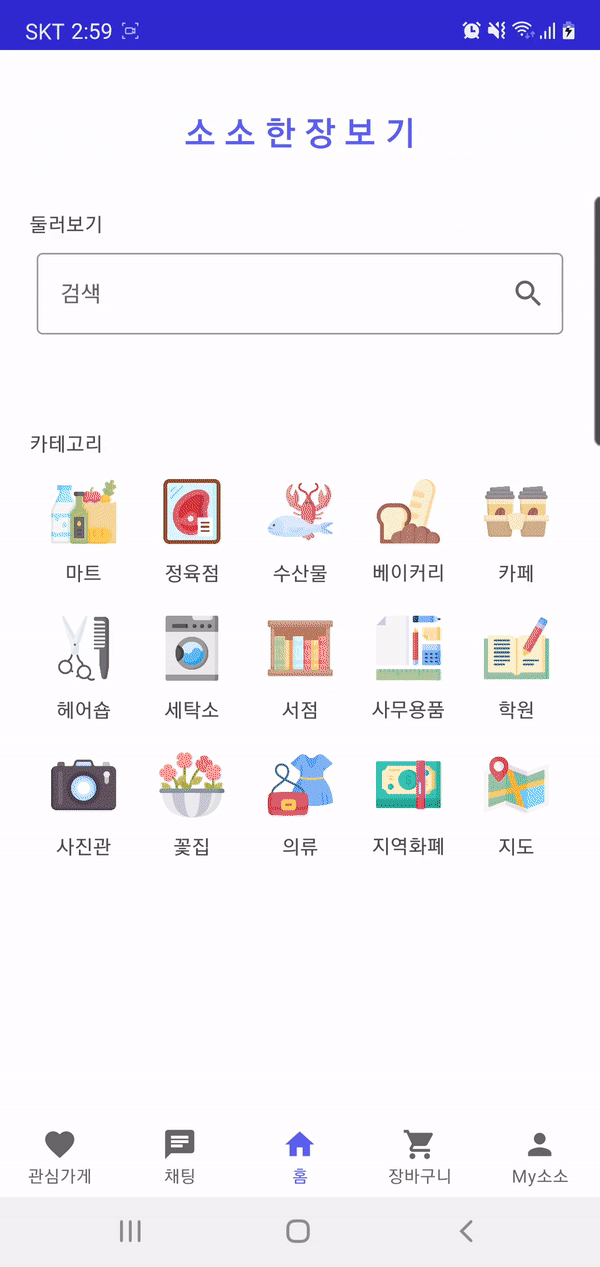 SKT 2:59
소소한장보기
둘러보기
검색
카테고리
마트 정육점 수산물 베이커리 카페
헤어숍 세탁소 서점 사무용품 학원
사진관 꽃집 의류 지역화폐 지도
관심가게 채팅 홈 장바구니 My소소